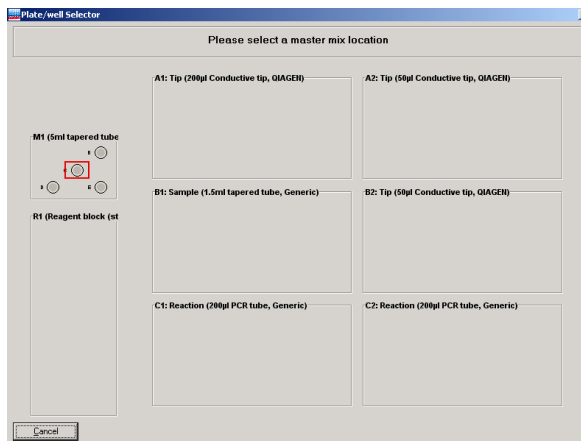 Plate/well Selector
Please select a master mix location
A1: Tip (200µl Conductive tip, QIAGEN)
A2: Tip (50µl Conductive tip, QIAGEN)
M1 (5ml tapered tube
B1: Sample (1.5ml tapered tube, Generic)
B2: Tip (50µl Conductive tip, QIAGEN)
R1 (Reagent block (st
C1: Reaction (200µl PCR tube, Generic)
C2: Reaction (200µl PCR tube, Generic)
Cancel